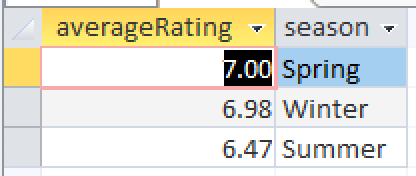 averageRating season
7.00 Spring
6.98 Winter
6.47 Summer